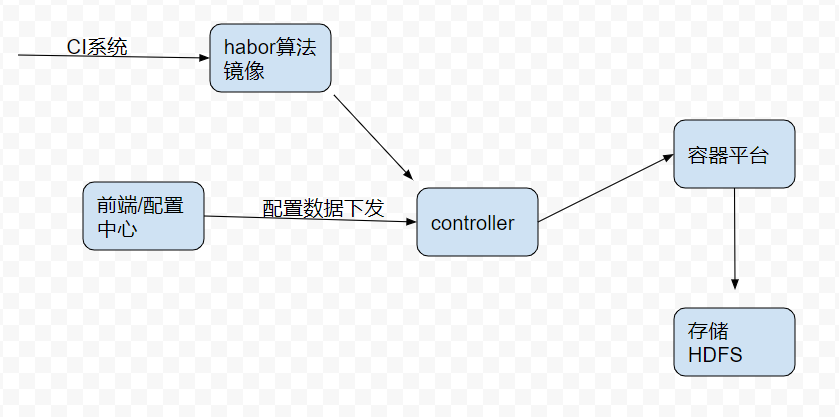 CI系统
habor算法
镜像
容器平台
前端/配置
中心
配置数据下发
controller
存储
HDFS